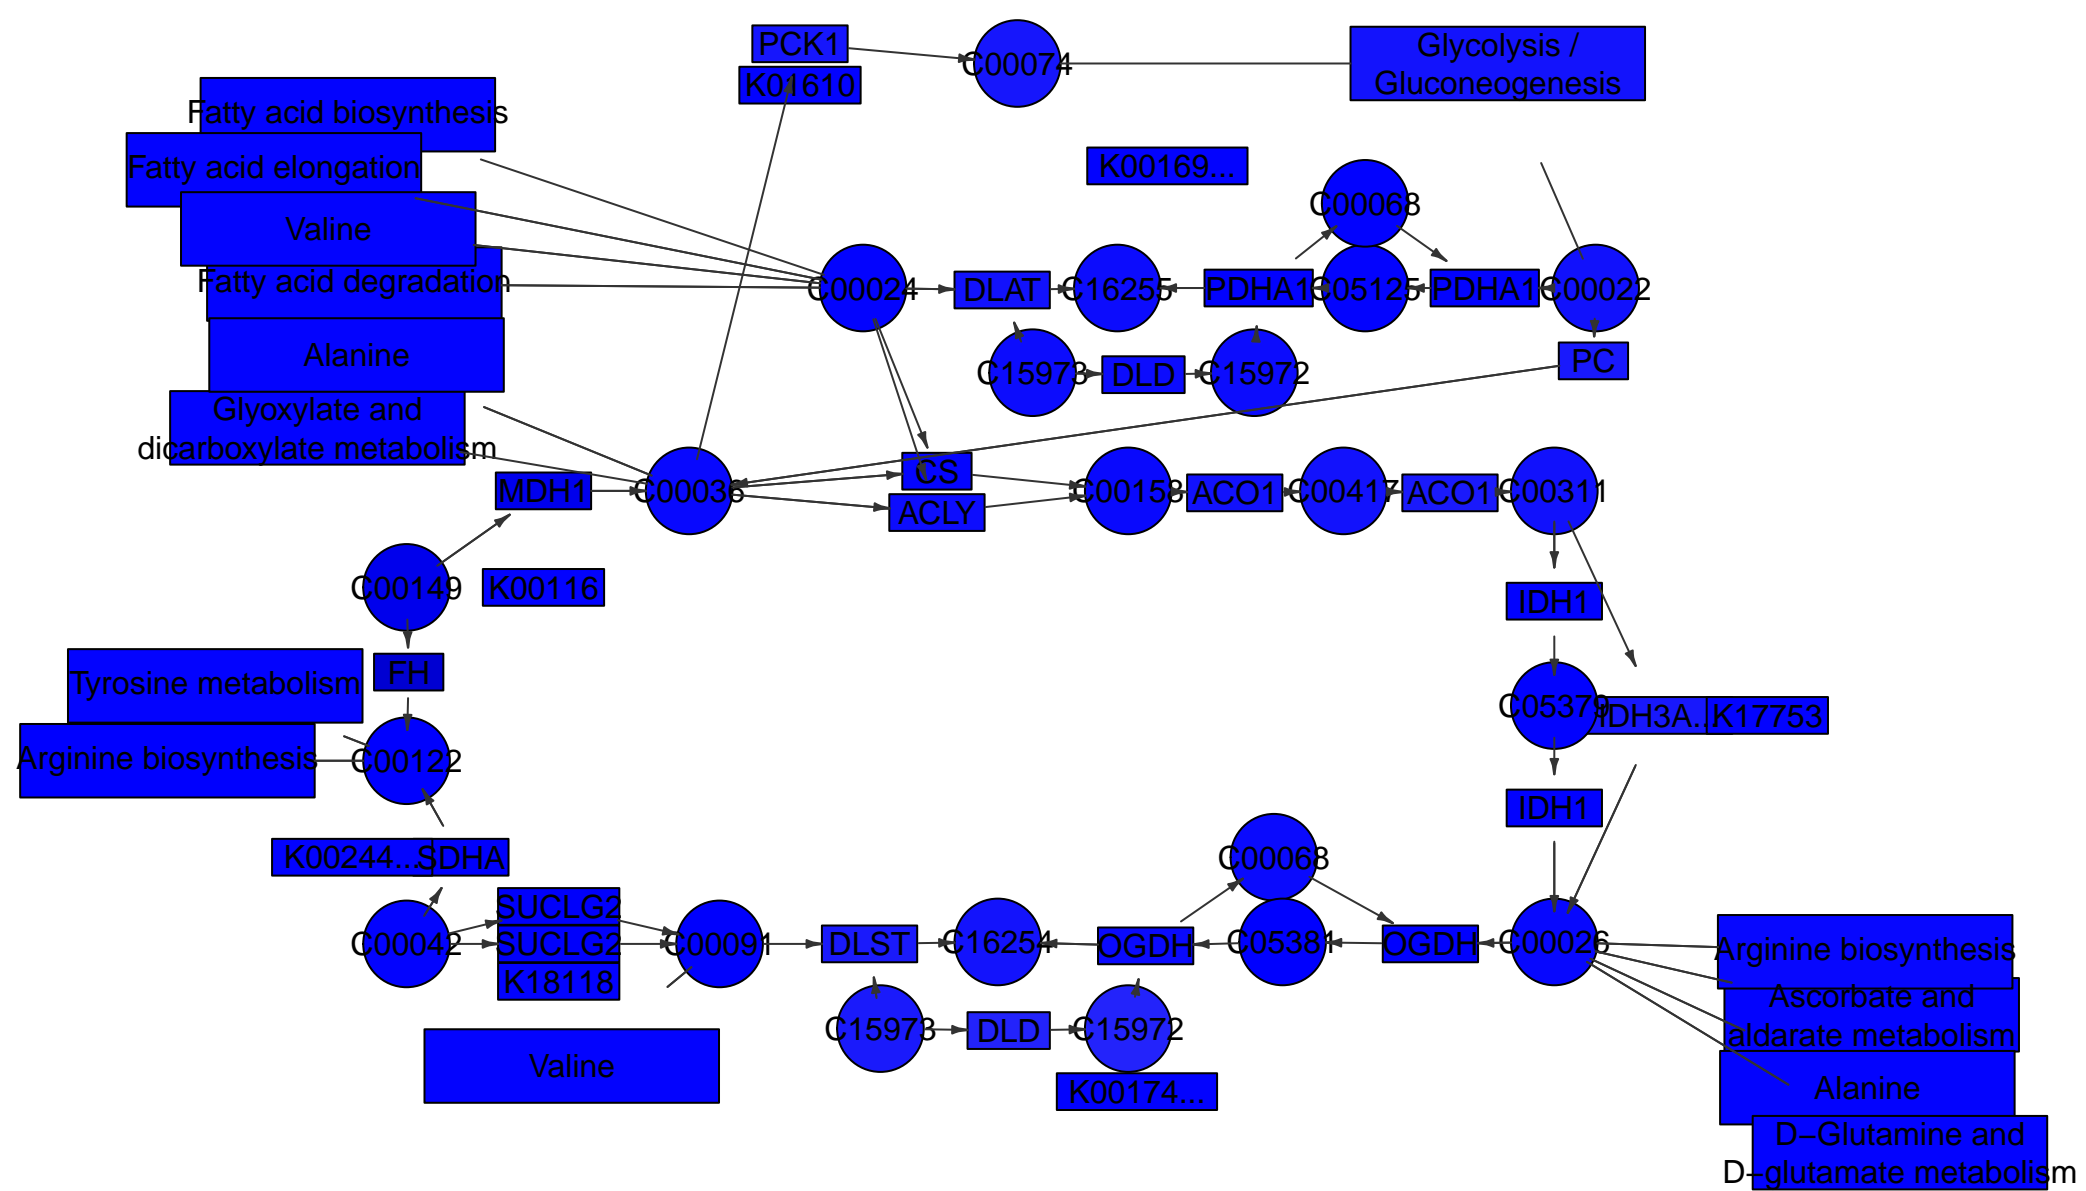 PCK1
C00074
Glycolysis /
Gluconeogenesis
K01610
Fatty acid biosynthesis
Fatty acid elongation
K00169...
C00068
Valine
Fatty acid degradation
C00024
DLAT
C16255
PDHA1
C05125
PDHA1
C00022
Alanine
C15973
DLD
C15972
PC
Glyoxylate and
dicarboxylate metabolism
MDH1
C00036
CS
ACLY
C00158
ACO1
C00417
ACO1
C00311
C00149
K00116
IDH1
FH
Tyrosine metabolism
C05379
IDH3A...
K17753
Arginine biosynthesis
C00122
IDH1
K00244...
SDHA
C00068
SUCLG2
C00042
SUCLG2
C00091
DLST
C16254
OGDH
C05381
OGDH
C00026
Arginine biosynthesis
K18118
Ascorbate and
aldarate metabolism
C15973
DLD
C15972
Valine
K00174...
Alanine
D−Glutamine and
D−glutamate metabolism